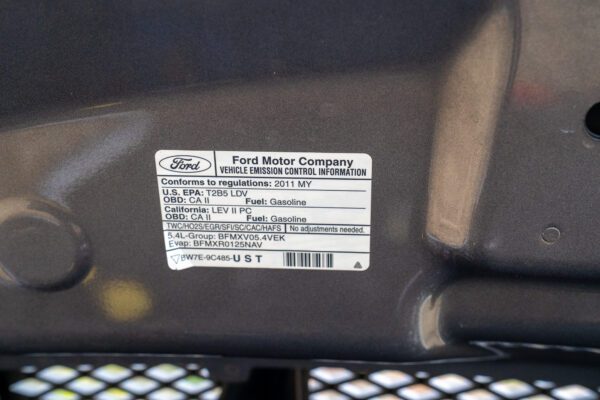 Ford
Ford Motor Company
VEHICLE EMISSION CONTROL INFORMATION
Conforms to regulations: 2011 MY
U.S. EPA: T2B5 LDV
OBD: CA II Fuel: Gasoline
California: LEV II PC
OBD: CA II Fuel: Gasoline
TWC/HO2S/EGR/SFI/SC/CAC/HAFS No adjustments needed.
5.4L-Group: BFMXV05.4VEK
Evap: BFMXR0125NAV
BW7E-9C485-UST